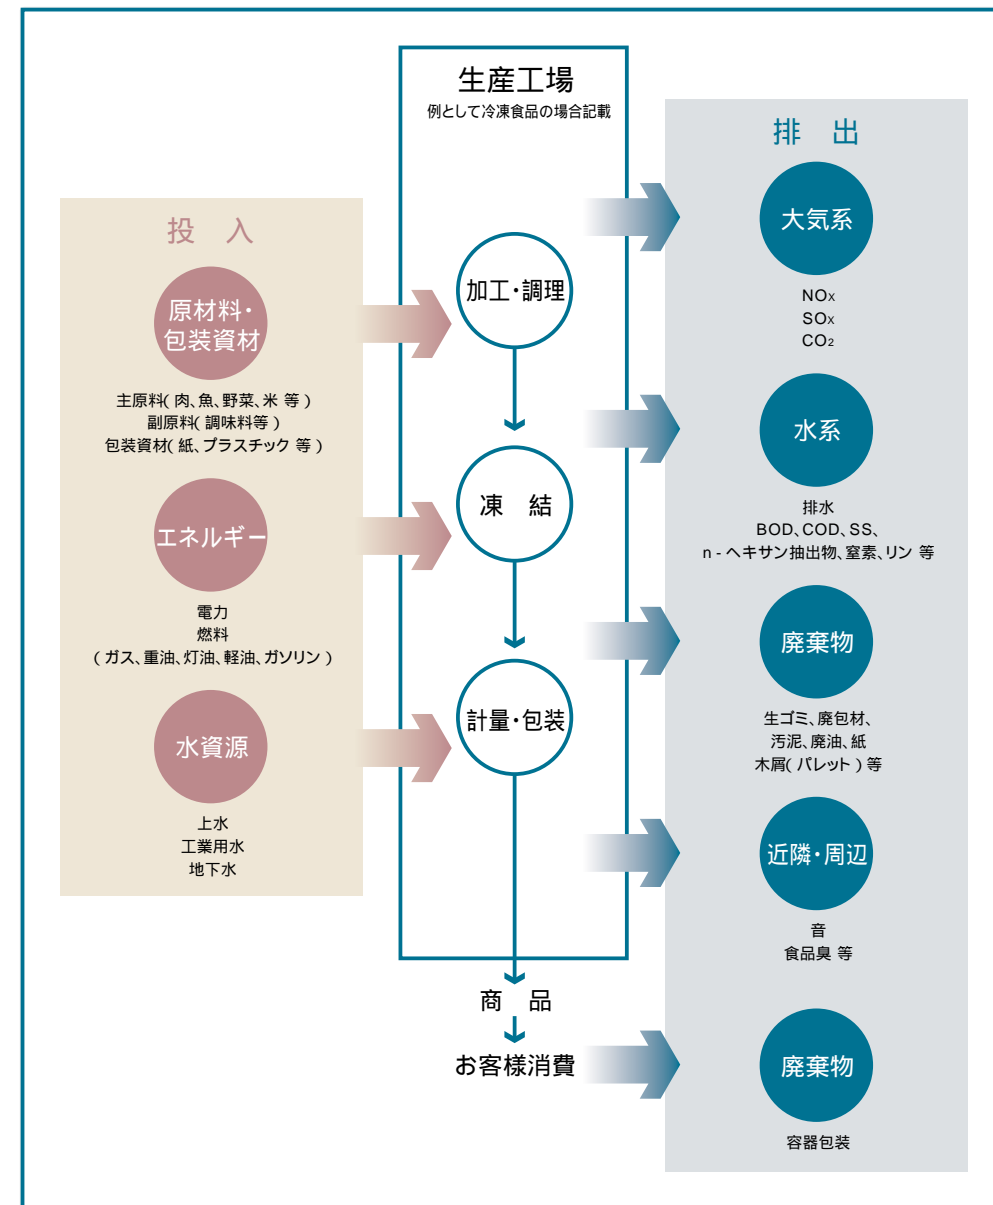 生産工場
例として冷凍食品の場合記載
投 入
原材料・
包装資材
主原料(肉、魚、野菜、米 等)
副原料(調味料等)
包装資材(紙、プラスチック 等)
エネルギー
電力
燃料
(ガス、重油、灯油、軽油、ガソリン)
水資源
上水
工業用水
地下水
加工・調理
凍 結
計量・包装
商 品
お客様消費
排 出
大気系
NOx
SOx
CO2
水系
排水
BOD、COD、SS、
n-ヘキサン抽出物、窒素、リン 等
廃棄物
生ゴミ、廃包材、
汚泥、廃油、紙
木屑(パレット)等
近隣・周辺
音
食品臭 等
廃棄物
容器包装